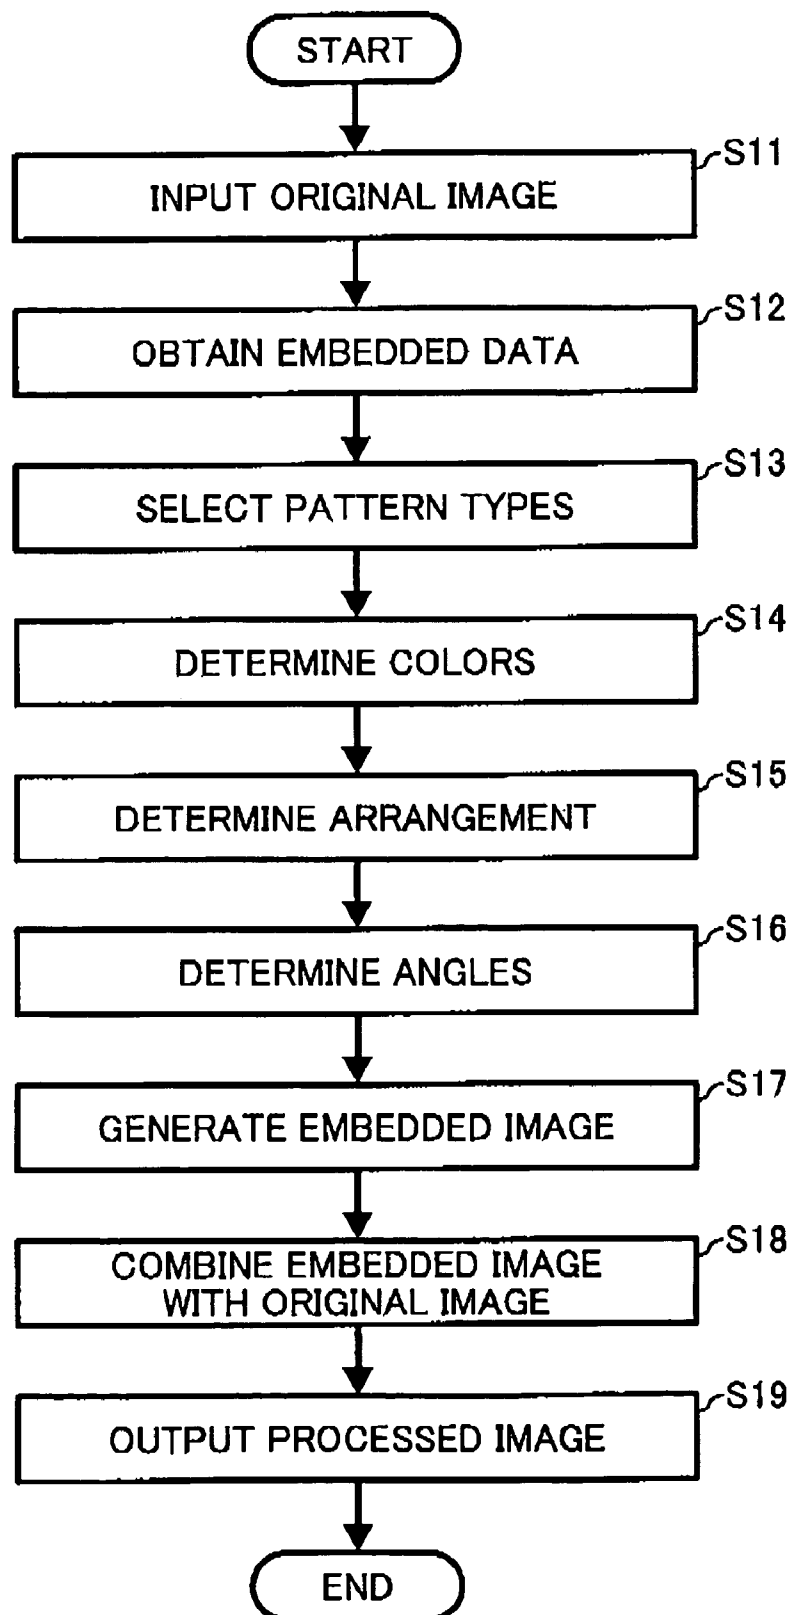 START
S11
INPUT ORIGINAL IMAGE
S12
OBTAIN EMBEDDED DATA
S13
SELECT PATTERN TYPES
S14
DETERMINE COLORS
S15
DETERMINE ARRANGEMENT
S16
DETERMINE ANGLES
S17
GENERATE EMBEDDED IMAGE
S18
COMBINE EMBEDDED IMAGE
WITH ORIGINAL IMAGE
S19
OUTPUT PROCESSED IMAGE
END